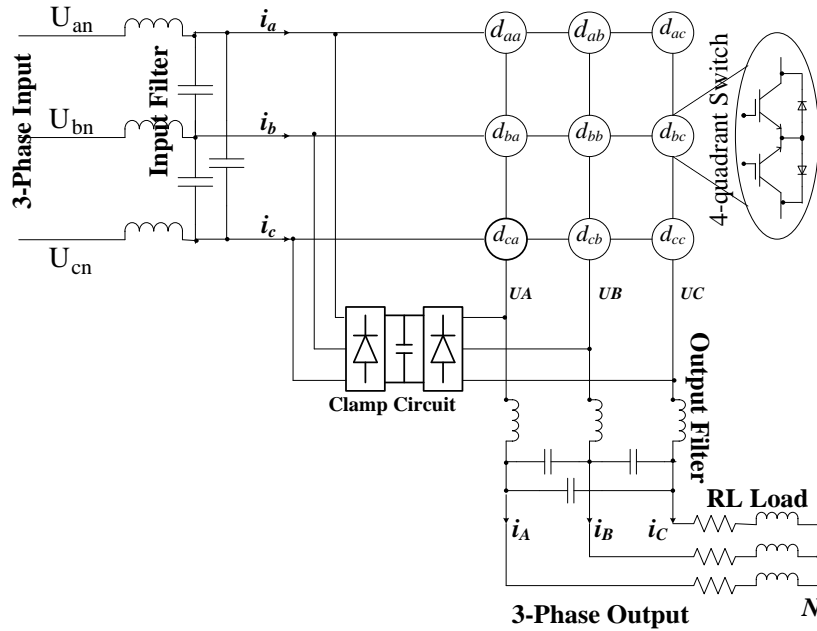 U_an
i_a
d_aa
d_ab
d_ac
3-Phase Input
Input Filter
U_bn
i_b
d_ba
d_bb
d_bc
4-quadrant Switch
U_cn
i_c
d_ca
d_cb
d_cc
UA
UB
UC
Clamp Circuit
Output Filter
RL Load
i_A
i_B
i_C
N
3-Phase Output